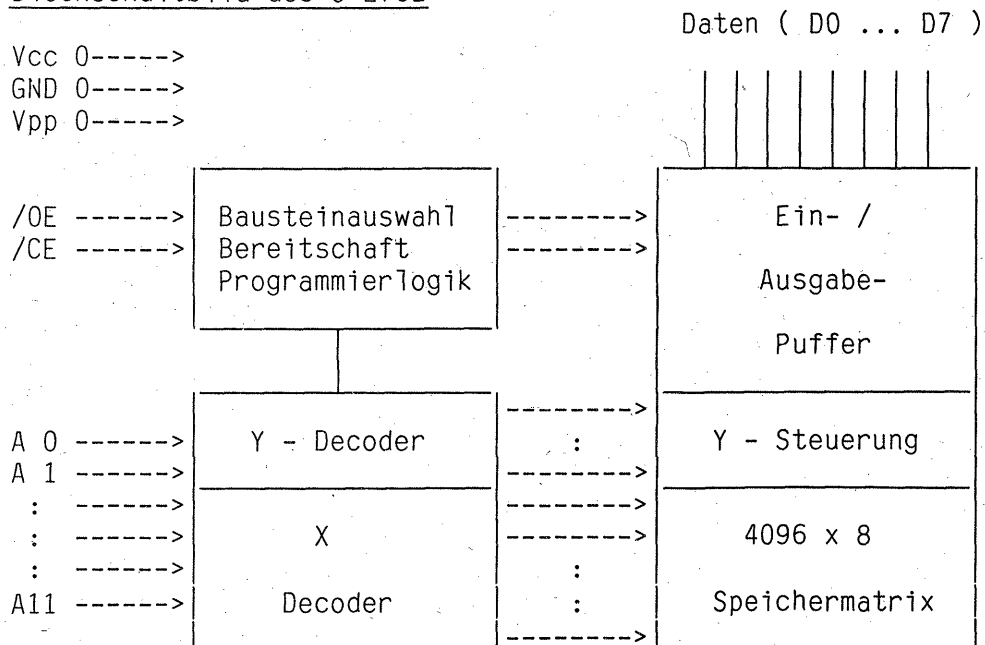 Daten ( D0 ... D7 )
Vcc 0----->
GND 0----->
Vpp 0----->
/OE ------>
/CE ------>
Bausteinauswahl
Bereitschaft
Programmierlogik
-------->
-------->
Ein- /
Ausgabe-
Puffer
A 0 ------>
A 1 ------>
: ------>
: ------>
: ------>
A11 ------>
Y - Decoder
X
Decoder
-------->
:
-------->
-------->
-------->
:
:
-------->
Y - Steuerung
4096 x 8
Speichermatrix